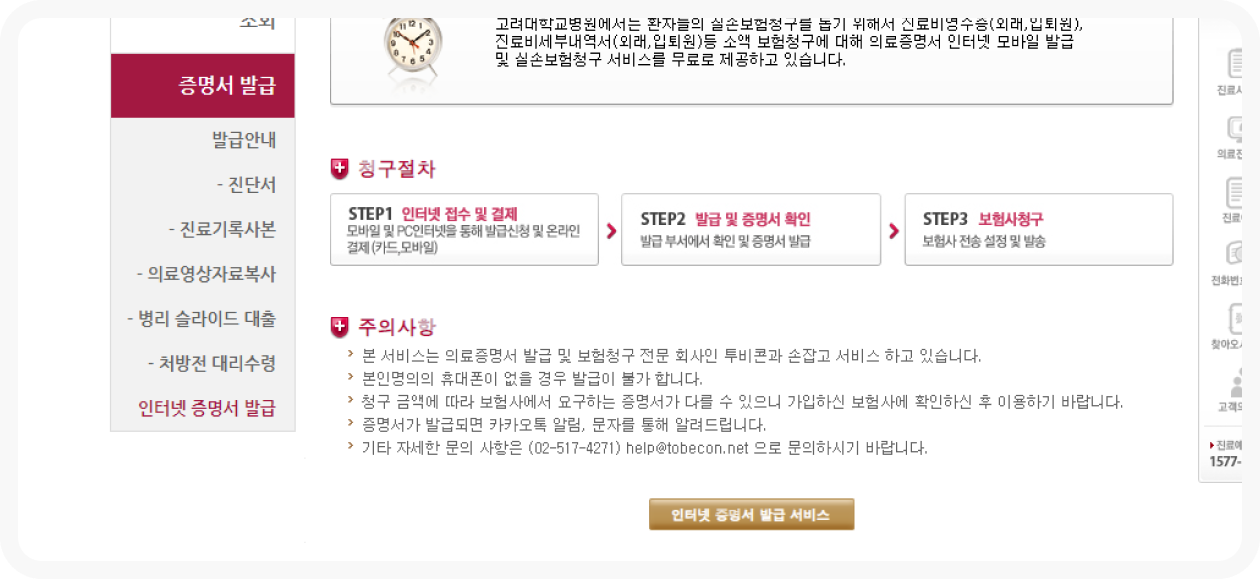 조회
증명서 발급
발급안내
- 진단서
- 진료기록사본
- 의료영상자료복사
- 병리 슬라이드 대출
- 처방전 대리수령
인터넷 증명서 발급
고려대학교병원에서는 환자들의 실손보험청구를 돕기 위해서 진료비영수증(외래,입퇴원),
진료비세부내역서(외래,입퇴원)등 소액 보험청구에 대해 의료증명서 인터넷 모바일 발급
및 실손보험청구 서비스를 무료로 제공하고 있습니다.
청구절차
STEP1 인터넷 접수 및 결제
모바일 및 PC인터넷을 통해 발급신청 및 온라인
결제 (카드,모바일)
STEP2 발급 및 증명서 확인
발급 부서에서 확인 및 증명서 발급
STEP3 보험사청구
보험사 전송 설정 및 발송
주의사항
본 서비스는 의료증명서 발급 및 보험청구 전문 회사인 투비콘과 손잡고 서비스 하고 있습니다.
본인명의의 휴대폰이 없을 경우 발급이 불가 합니다.
청구 금액에 따라 보험사에서 요구하는 증명서가 다를 수 있으니 가입하신 보험사에 확인하신 후 이용하기 바랍니다.
증명서가 발급되면 카카오톡 알림, 문자를 통해 알려드립니다.
기타 자세한 문의 사항은 (02-517-4271) help@tobecon.net 으로 문의하시기 바랍니다.
인터넷 증명서 발급 서비스
1577-